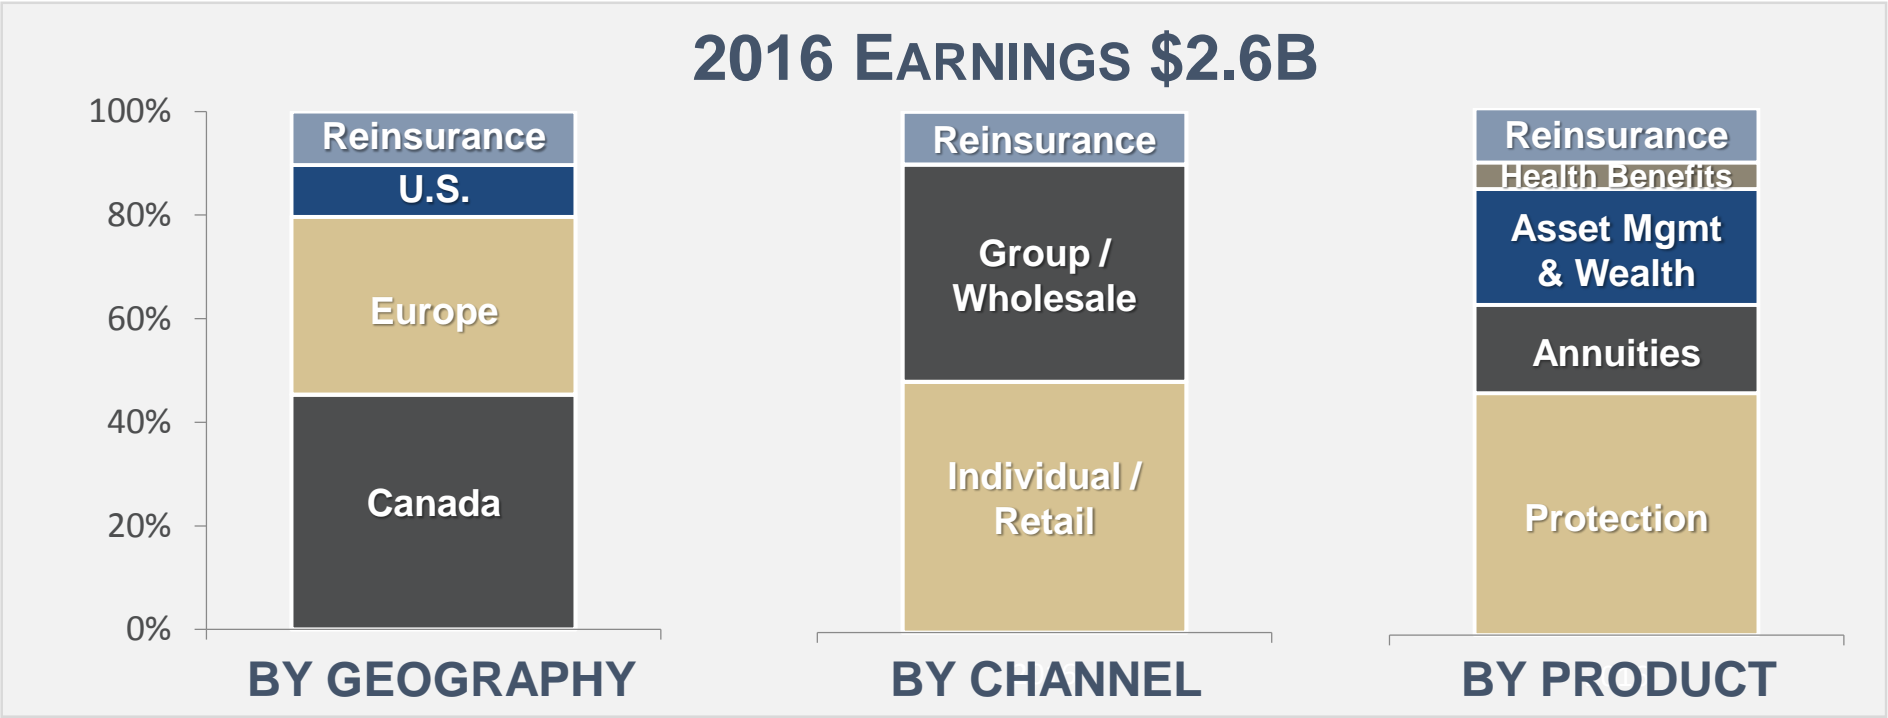 2016 EARNINGS $2.6B
100%
80%
60%
40%
20%
0%
Reinsurance
U.S.
Europe
Canada
BY GEOGRAPHY
Reinsurance
Group /
Wholesale
Individual /
Retail
BY CHANNEL
Reinsurance
Health Benefits
Asset Mgmt
& Wealth
Annuities
Protection
BY PRODUCT